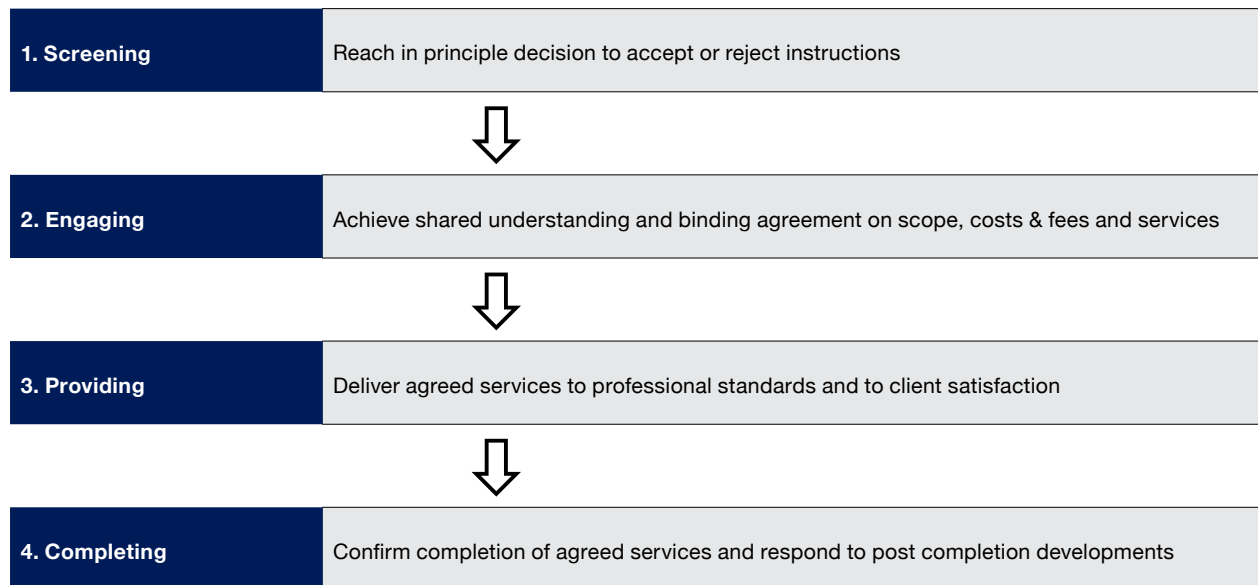 1. Screening
Reach in principle decision to accept or reject instructions
2. Engaging
Achieve shared understanding and binding agreement on scope, costs & fees and services
3. Providing
Deliver agreed services to professional standards and to client satisfaction
4. Completing
Confirm completion of agreed services and respond to post completion developments